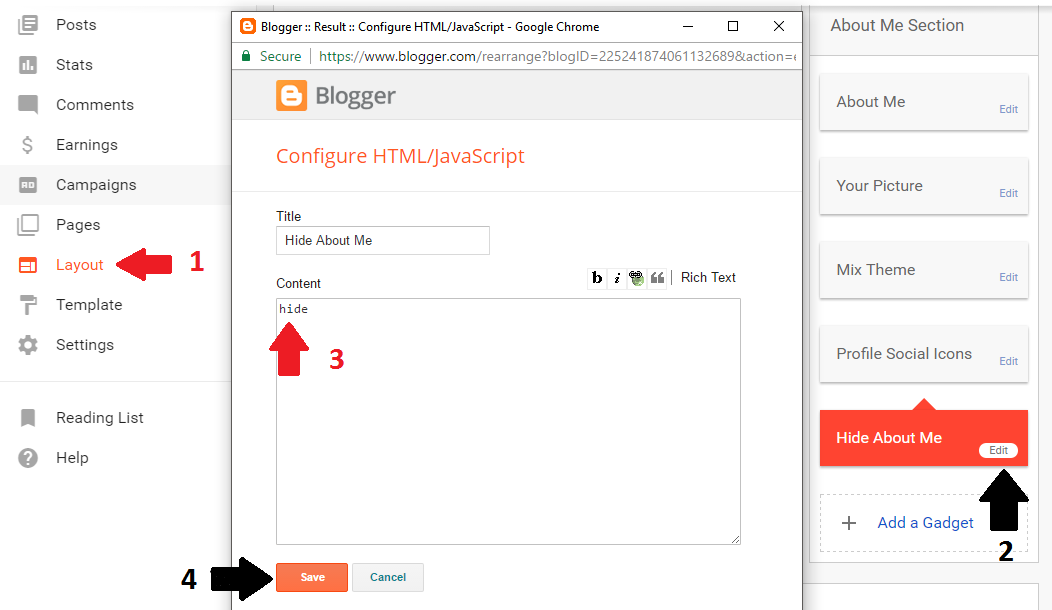 Posts
Stats
Comments
Earnings
Campaigns
Pages
Layout
1
Template
Settings
Reading List
Help
Blogger :: Result :: Configure HTML/JavaScript - Google Chrome
Secure
https://www.blogger.com/rearrange?blogID=2252418740611326898&action=e
Blogger
Configure HTML/JavaScript
Title
Hide About Me
Content
b
i
Rich Text
hide
3
4
Save
Cancel
About Me Section
About Me
Edit
Your Picture
Edit
Mix Theme
Edit
Profile Social Icons
Edit
Hide About Me
Edit
Add a Gadget
2